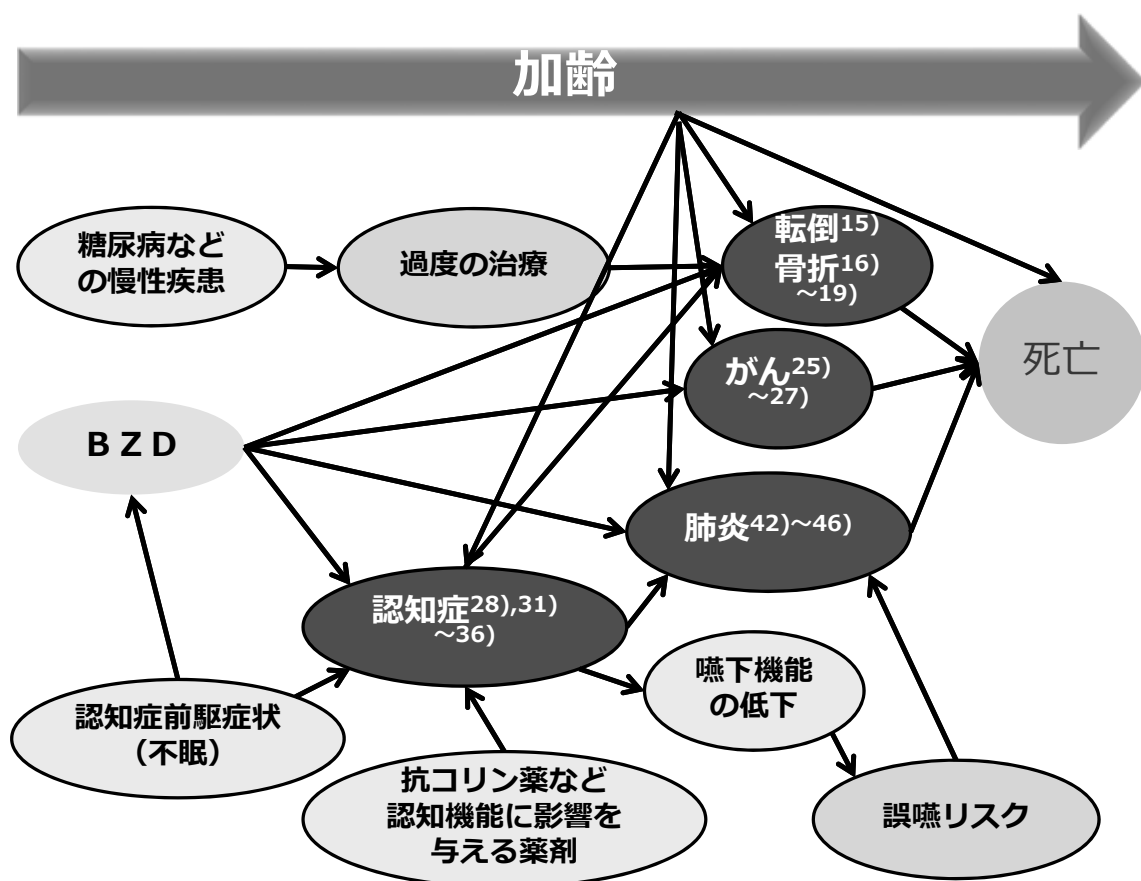 加齢
糖尿病など
の慢性疾患
過度の治療
転倒15)
骨折16)
～19)
がん25)
～27)
死亡
ＢＺＤ
肺炎42)～46)
認知症28),31)
～36)
嚥下機能
の低下
認知症前駆症状
（不眠）
抗コリン薬など
認知機能に影響を
与える薬剤
誤嚥リスク